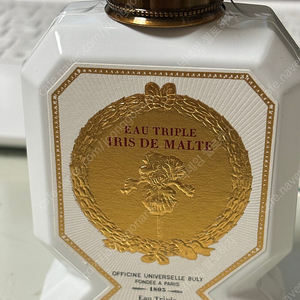 EAU TRIPLE
IRIS DE MALTE
OFFICINE UNIVERSELLE BULY
FONDÉE A PARIS
1803
Eau Triple